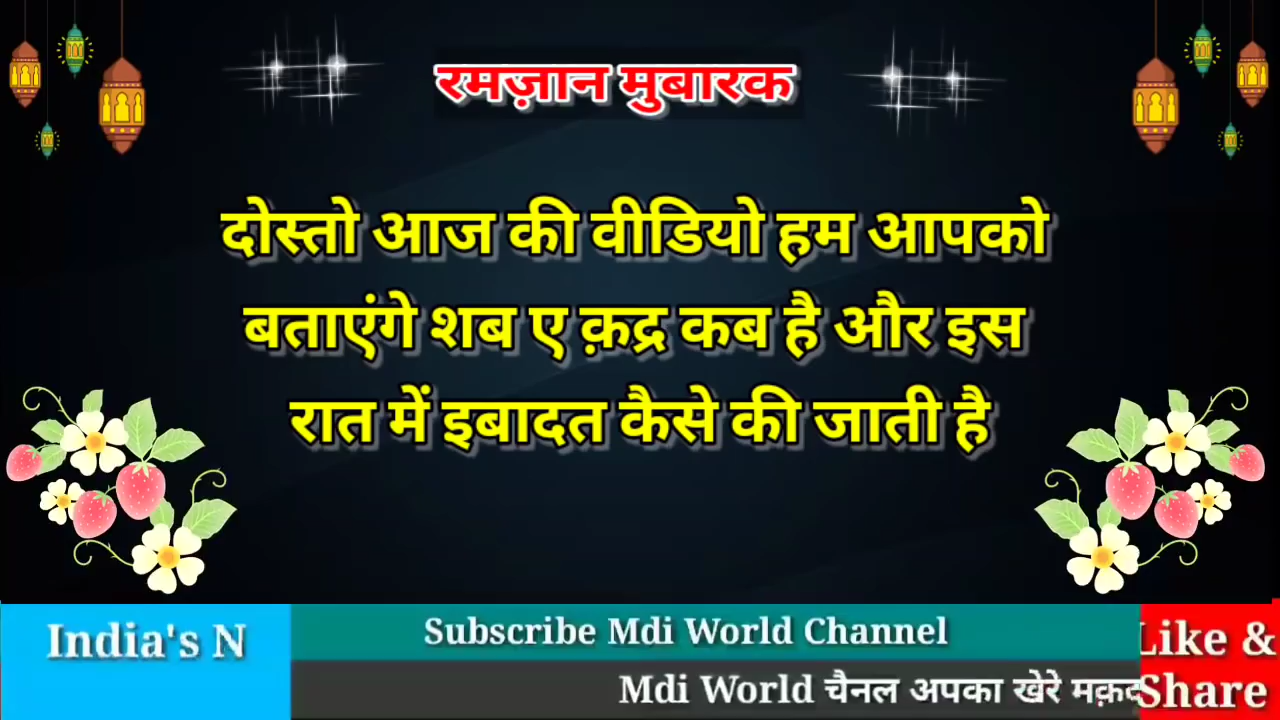 रमज़ान मुबारक
दोस्तो आज की वीडियो हम आपको
बताएंगे शब ए क़द्र कब है और इस
रात में इबादत कैसे की जाती है
India's N
Subscribe Mdi World Channel
Mdi World चैनल अपका खेरे
Like &
Share